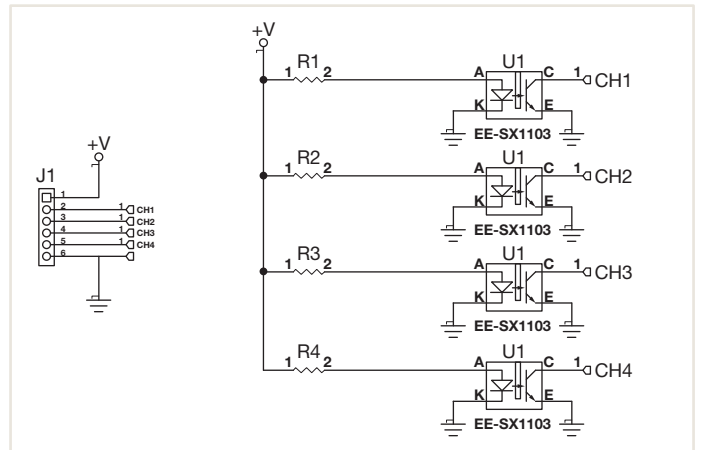 +V
R1
1 2
A U1 C 1 CH1
K E
EE-SX1103
R2
1 2
A U1 C 1 CH2
K E
EE-SX1103
R3
1 2
A U1 C 1 CH3
K E
EE-SX1103
R4
1 2
A U1 C 1 CH4
K E
EE-SX1103
+V
J1
1
2 1 CH1
3 1 CH2
4 1 CH3
5 1 CH4
6